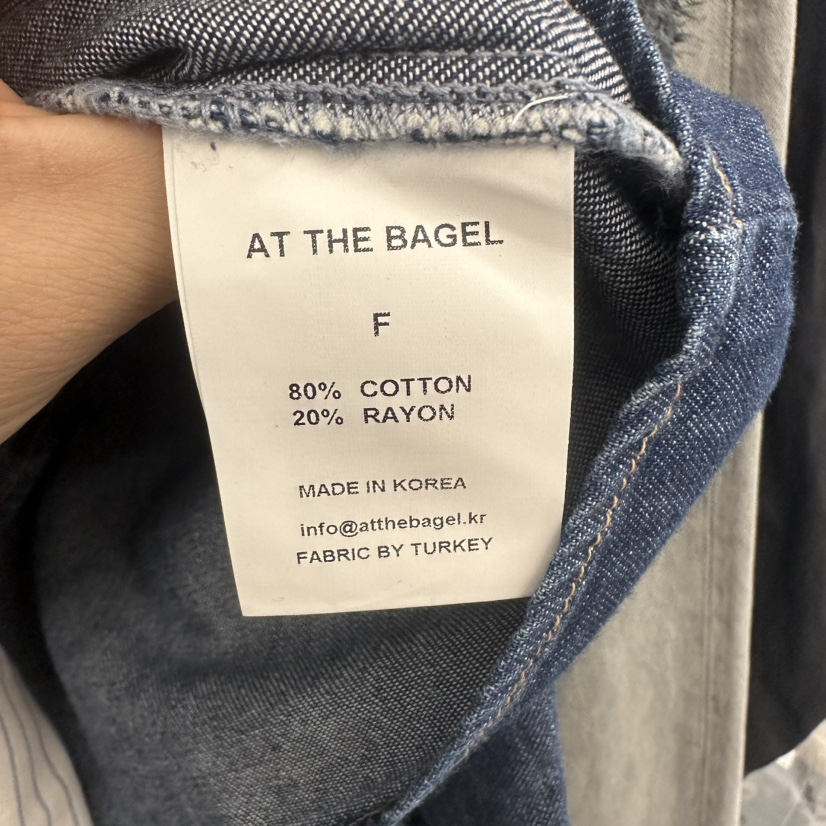 AT THE BAGEL
F
80% COTTON
20% RAYON
MADE IN KOREA
info@atthebagel.kr
FABRIC BY TURKEY